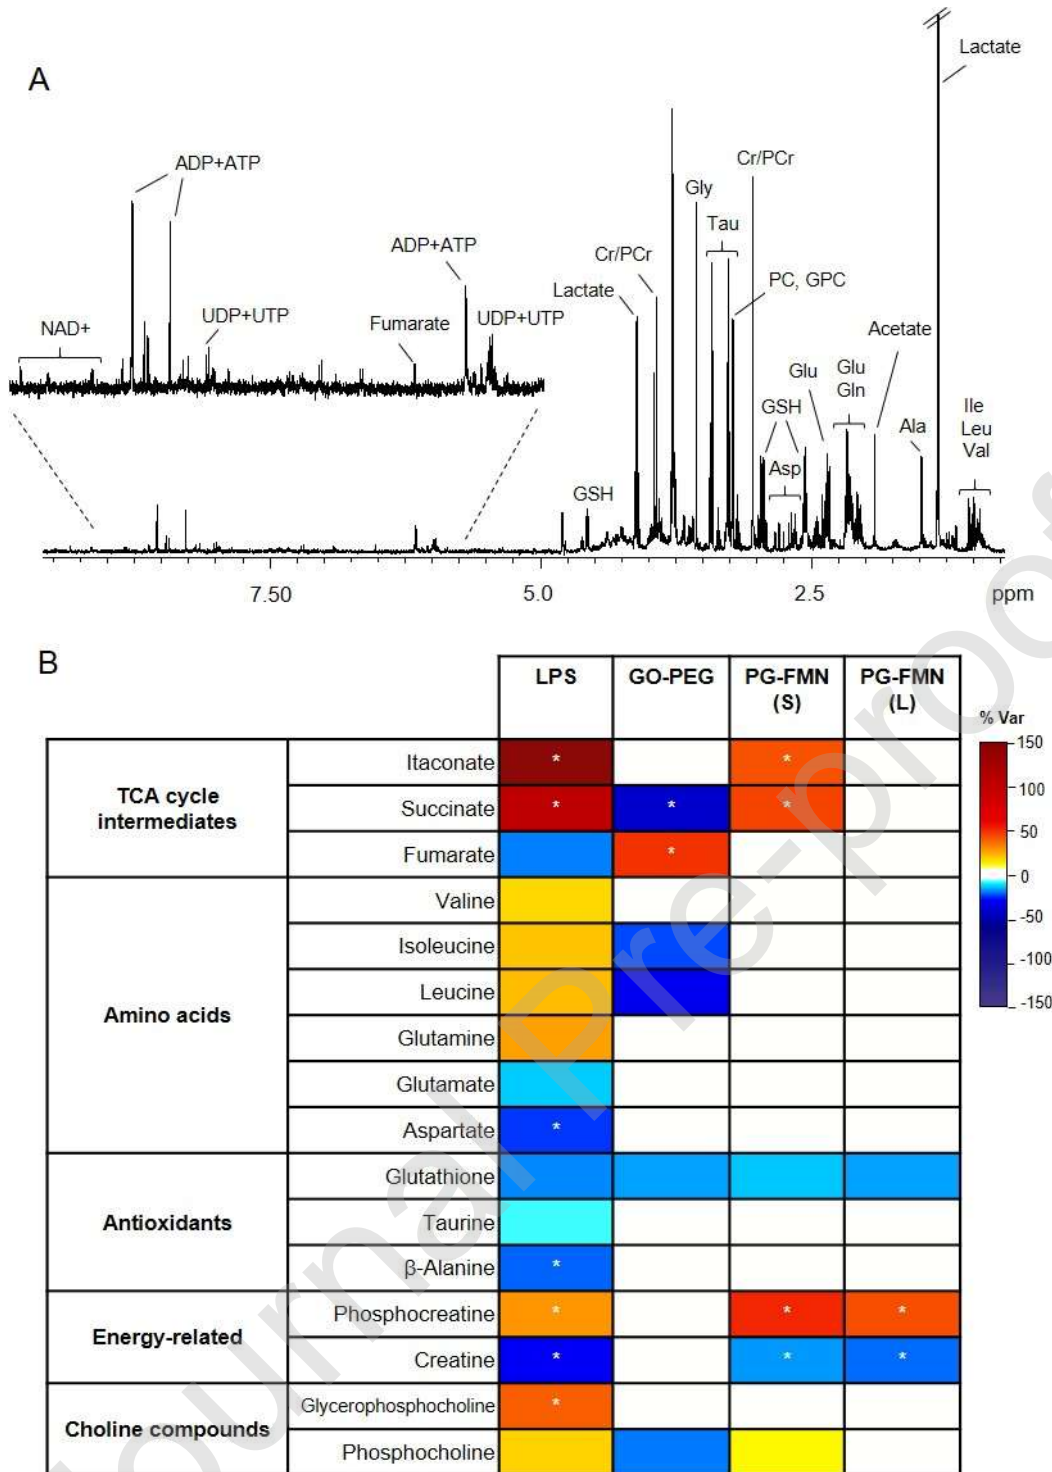 A
Lactate
ADP+ATP
Cr/PCr
Gly
Tau
ADP+ATP
Cr/PCr
Lactate
PC, GPC
NAD+
UDP+UTP
Fumarate
UDP+UTP
Acetate
Glu
Glu
Gln
GSH
Ala
Ile
Leu
Val
Asp
GSH
7.50 5.0 2.5 ppm
B
LPS GO-PEG PG-FMN (S) PG-FMN (L)
% Var
150
100
50
0
-50
-100
-150
TCA cycle intermediates
Itaconate * *
Succinate * * *
Fumarate *
Amino acids
Valine
Isoleucine
Leucine
Glutamine
Glutamate
Aspartate *
Antioxidants
Glutathione
Taurine
β-Alanine *
Energy-related
Phosphocreatine * * *
Creatine * * *
Choline compounds
Glycerophosphocholine *
Phosphocholine
Journal Pre-proof